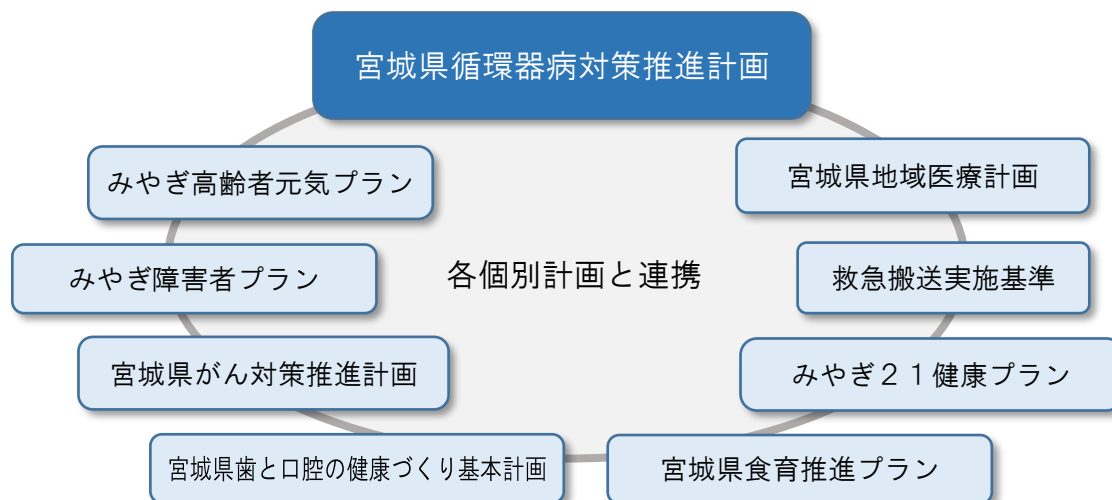 宮城県循環器病対策推進計画
みやぎ高齢者元気プラン
宮城県地域医療計画
みやぎ障害者プラン
各個別計画と連携
救急搬送実施基準
宮城県がん対策推進計画
みやぎ２１健康プラン
宮城県歯と口腔の健康づくり基本計画
宮城県食育推進プラン